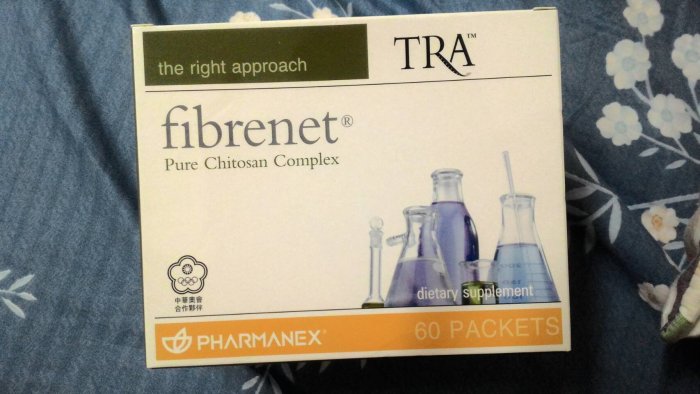 the right approach
TRA™
fibrenet®
Pure Chitosan Complex
中華奧會
合作夥伴
dietary supplement
PHARMANEX®
60 PACKETS